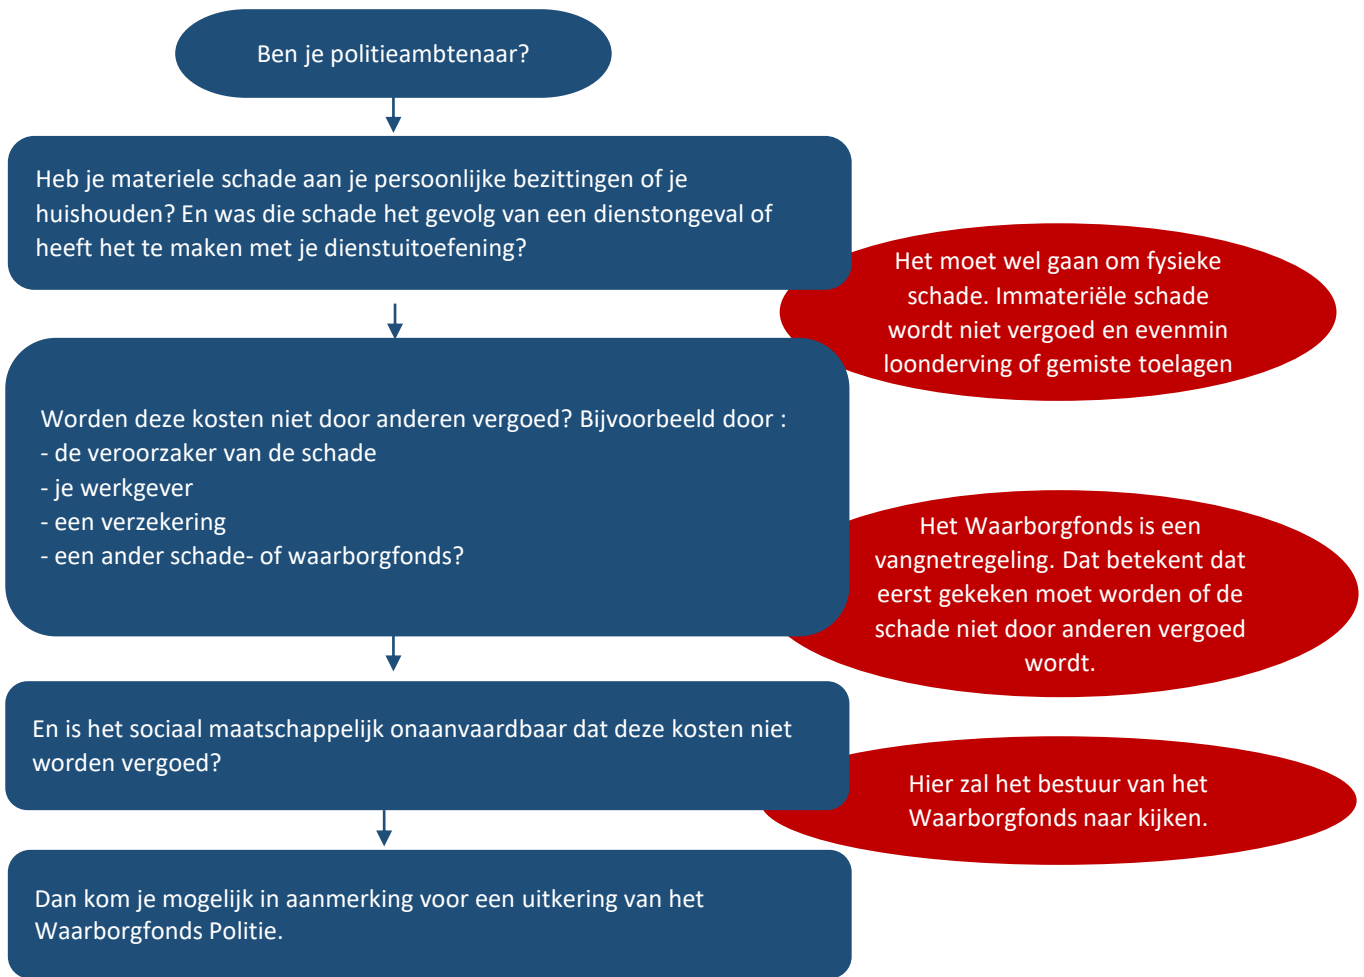 Ben je politieambtenaar?
Heb je materiele schade aan je persoonlijke bezittingen of je
huishouden? En was die schade het gevolg van een dienstongeval of
heeft het te maken met je dienstuitoefening?
Het moet wel gaan om fysieke
schade. Immateriële schade
wordt niet vergoed en evenmin
loonderving of gemiste toelagen
Worden deze kosten niet door anderen vergoed? Bijvoorbeeld door :
- de veroorzaker van de schade
- je werkgever
- een verzekering
- een ander schade- of waarborgfonds?
Het Waarborgfonds is een
vangnetregeling. Dat betekent dat
eerst gekeken moet worden of de
schade niet door anderen vergoed
wordt.
En is het sociaal maatschappelijk onaanvaardbaar dat deze kosten niet
worden vergoed?
Hier zal het bestuur van het
Waarborgfonds naar kijken.
Dan kom je mogelijk in aanmerking voor een uitkering van het
Waarborgfonds Politie.